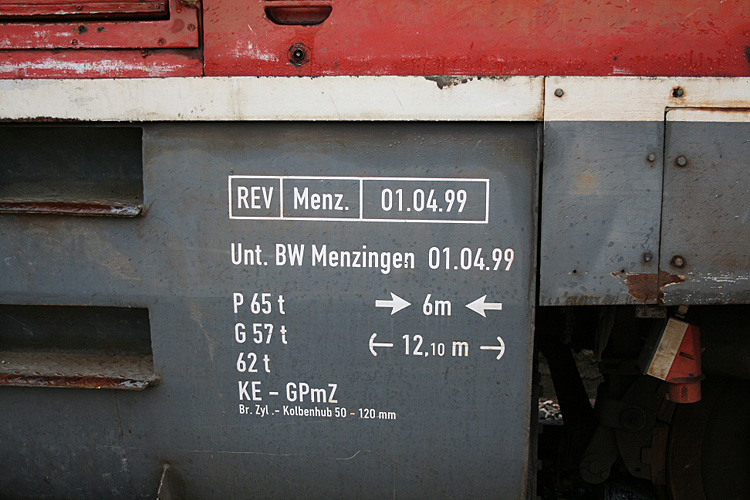 REV Menz. 01.04.99
Unt. BW Menzingen 01.04.99
P 65 t
6m
G 57 t
12,10 m
62 t
KE - GPmZ
Br. Zyl .- Kolbenhub 50 - 120 mm